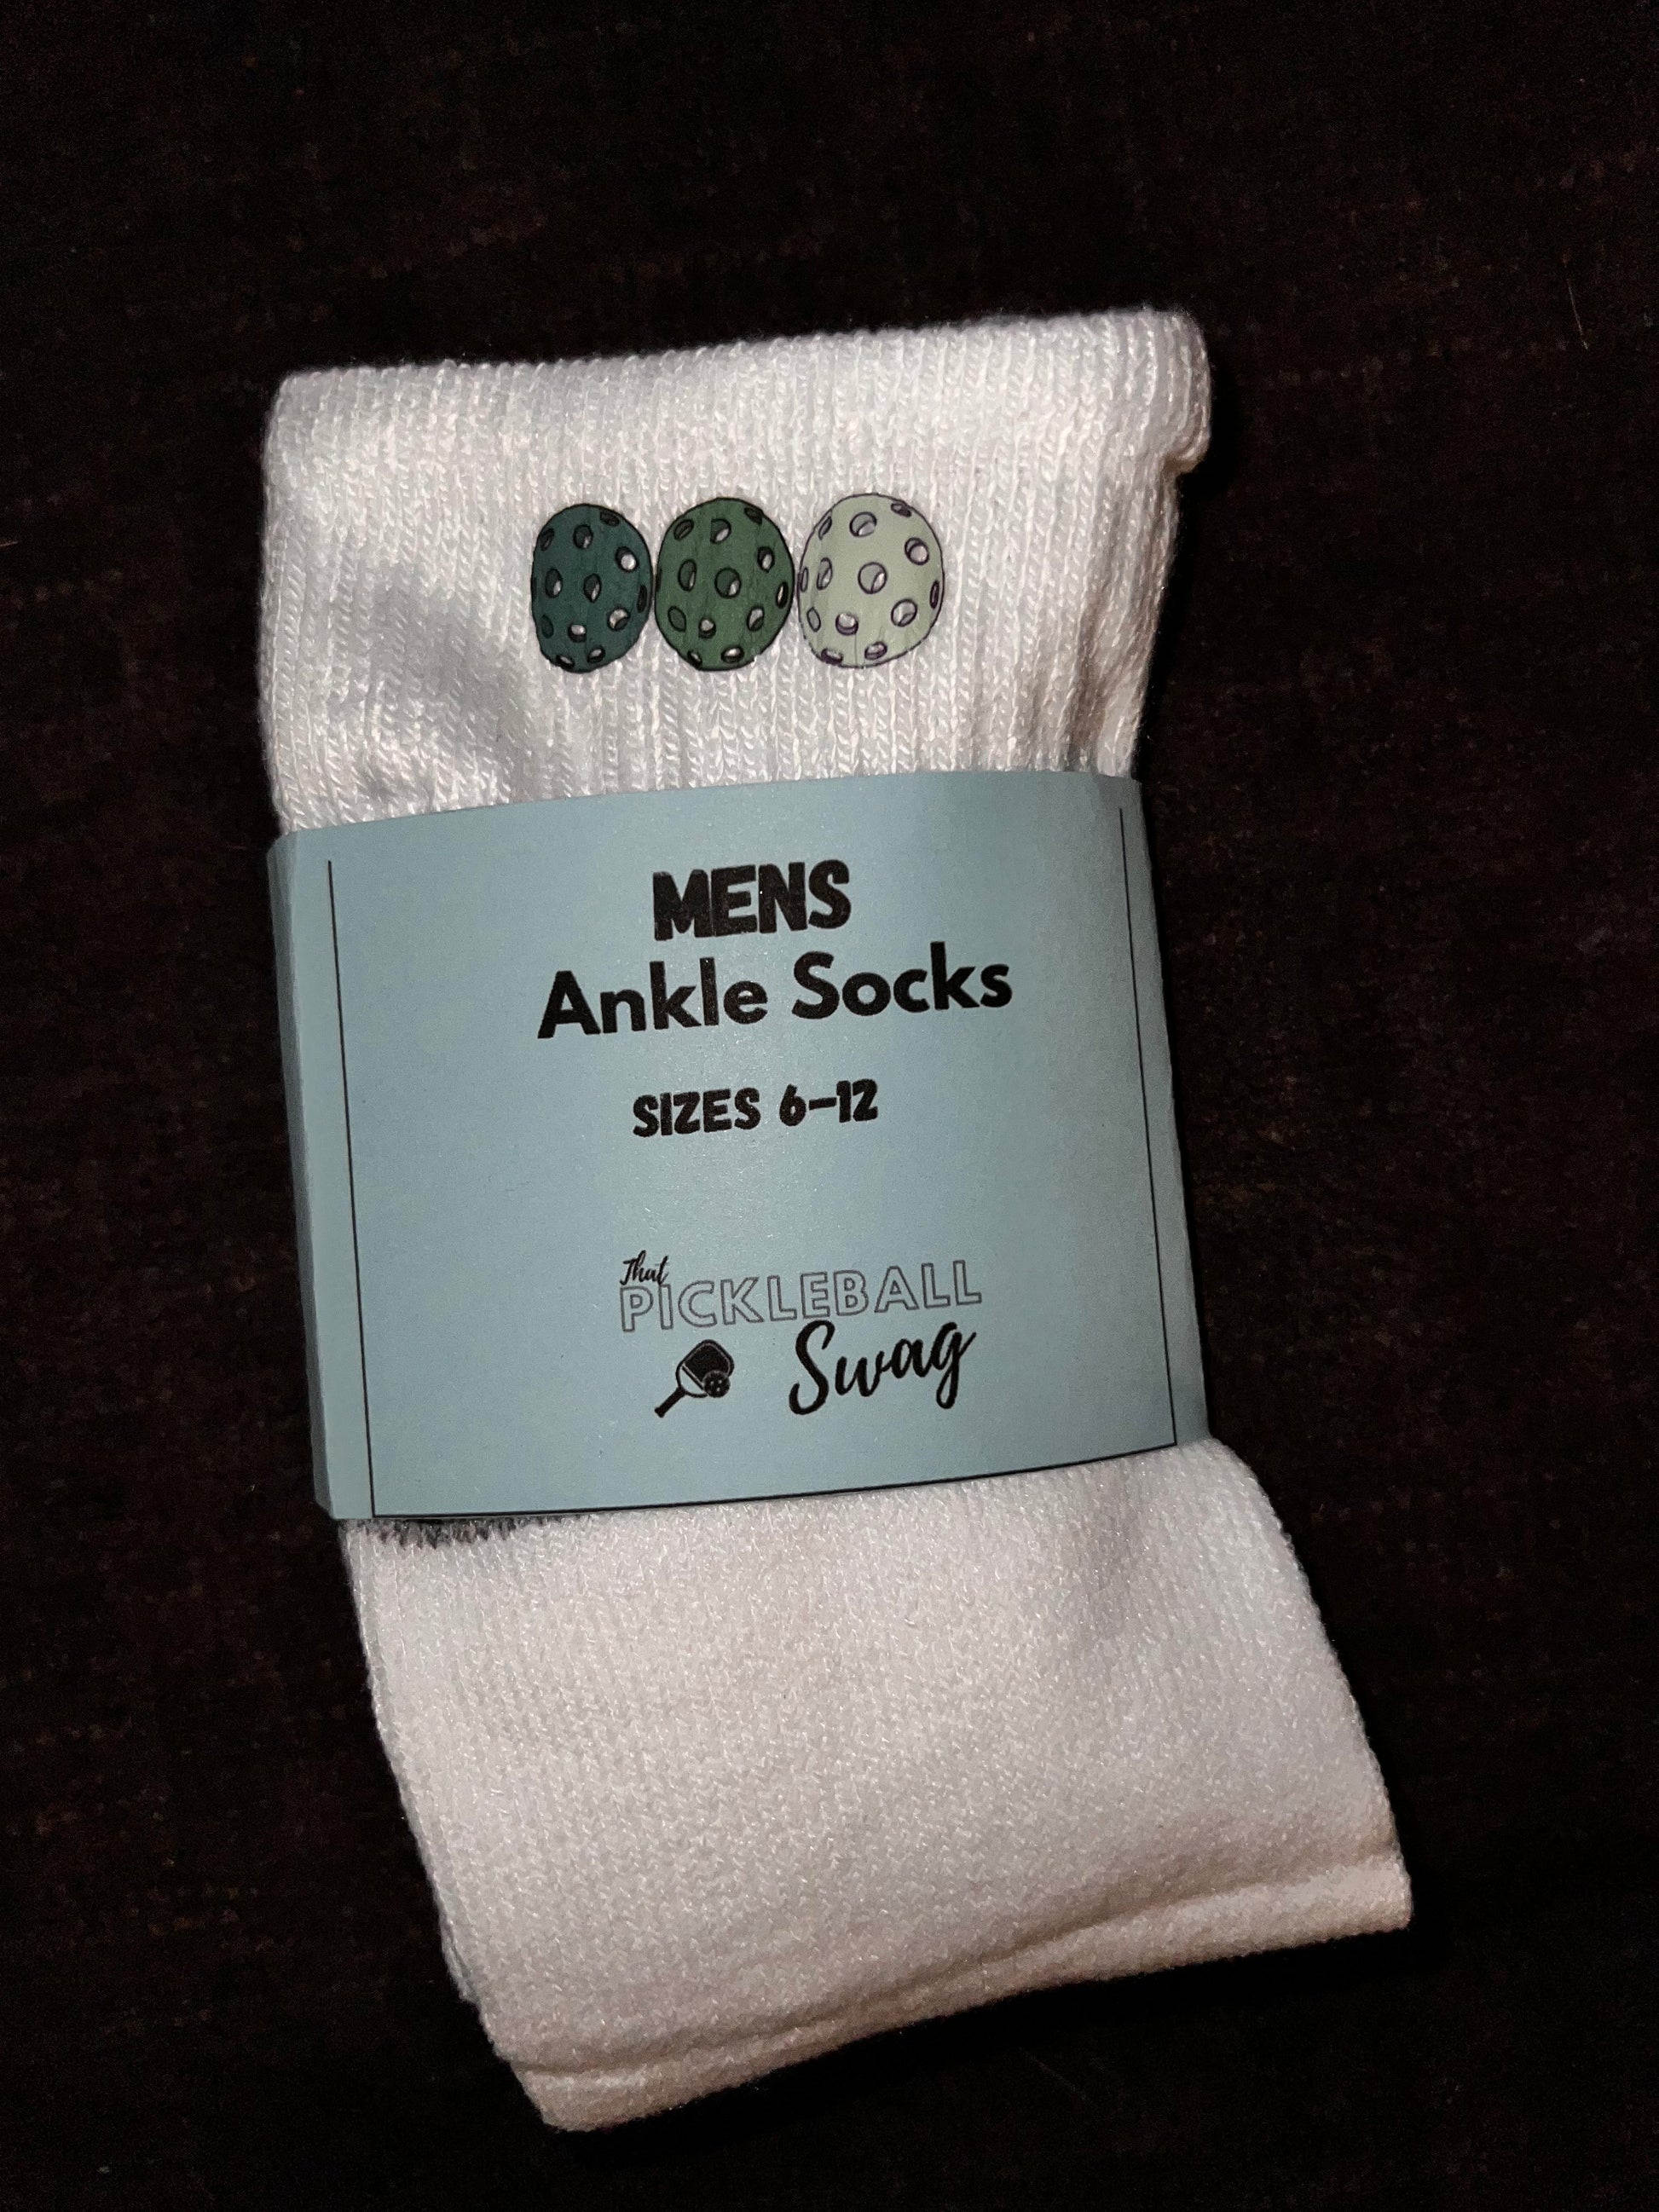 MENS
Ankle Socks
SIZES 6-12
That
PICKLEBALL
Swag